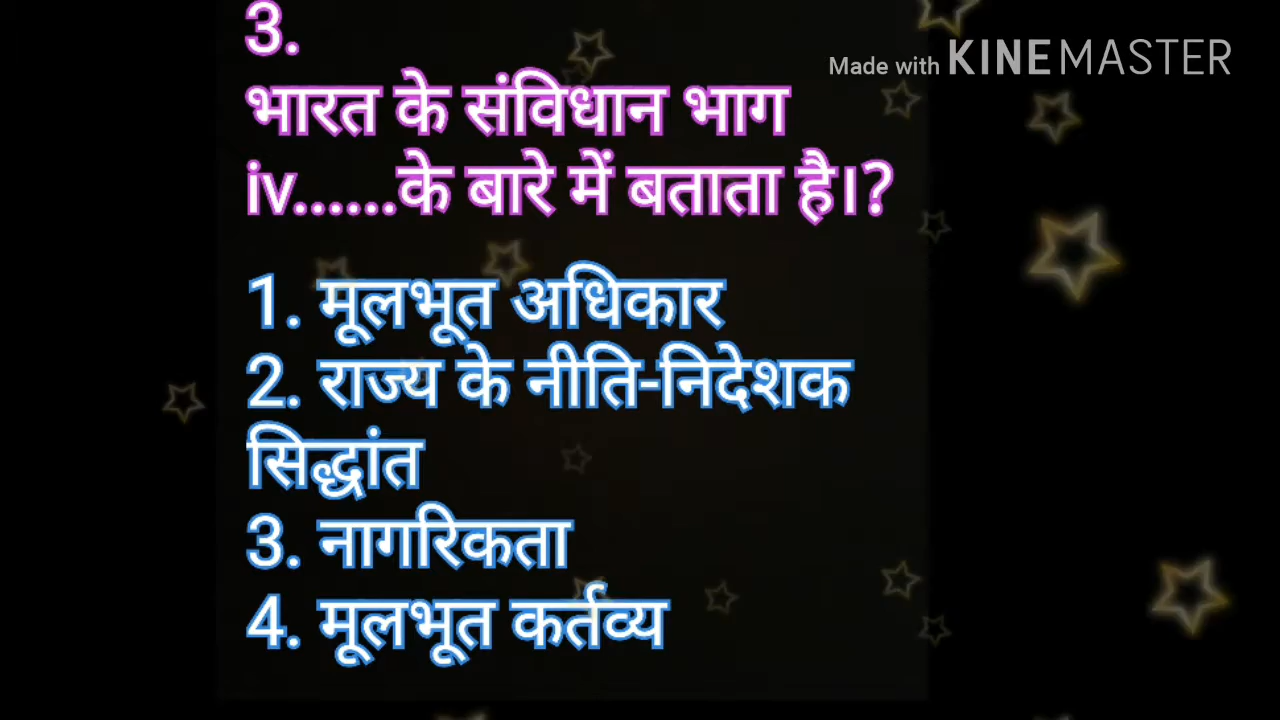 Made with KINEMASTER
3.
भारत के संविधान भाग
iv......के बारे में बताता है।?
1. मूलभूत अधिकार
2. राज्य के नीति-निदेशक
सिद्धांत
3. नागरिकता
4. मूलभूत कर्तव्य